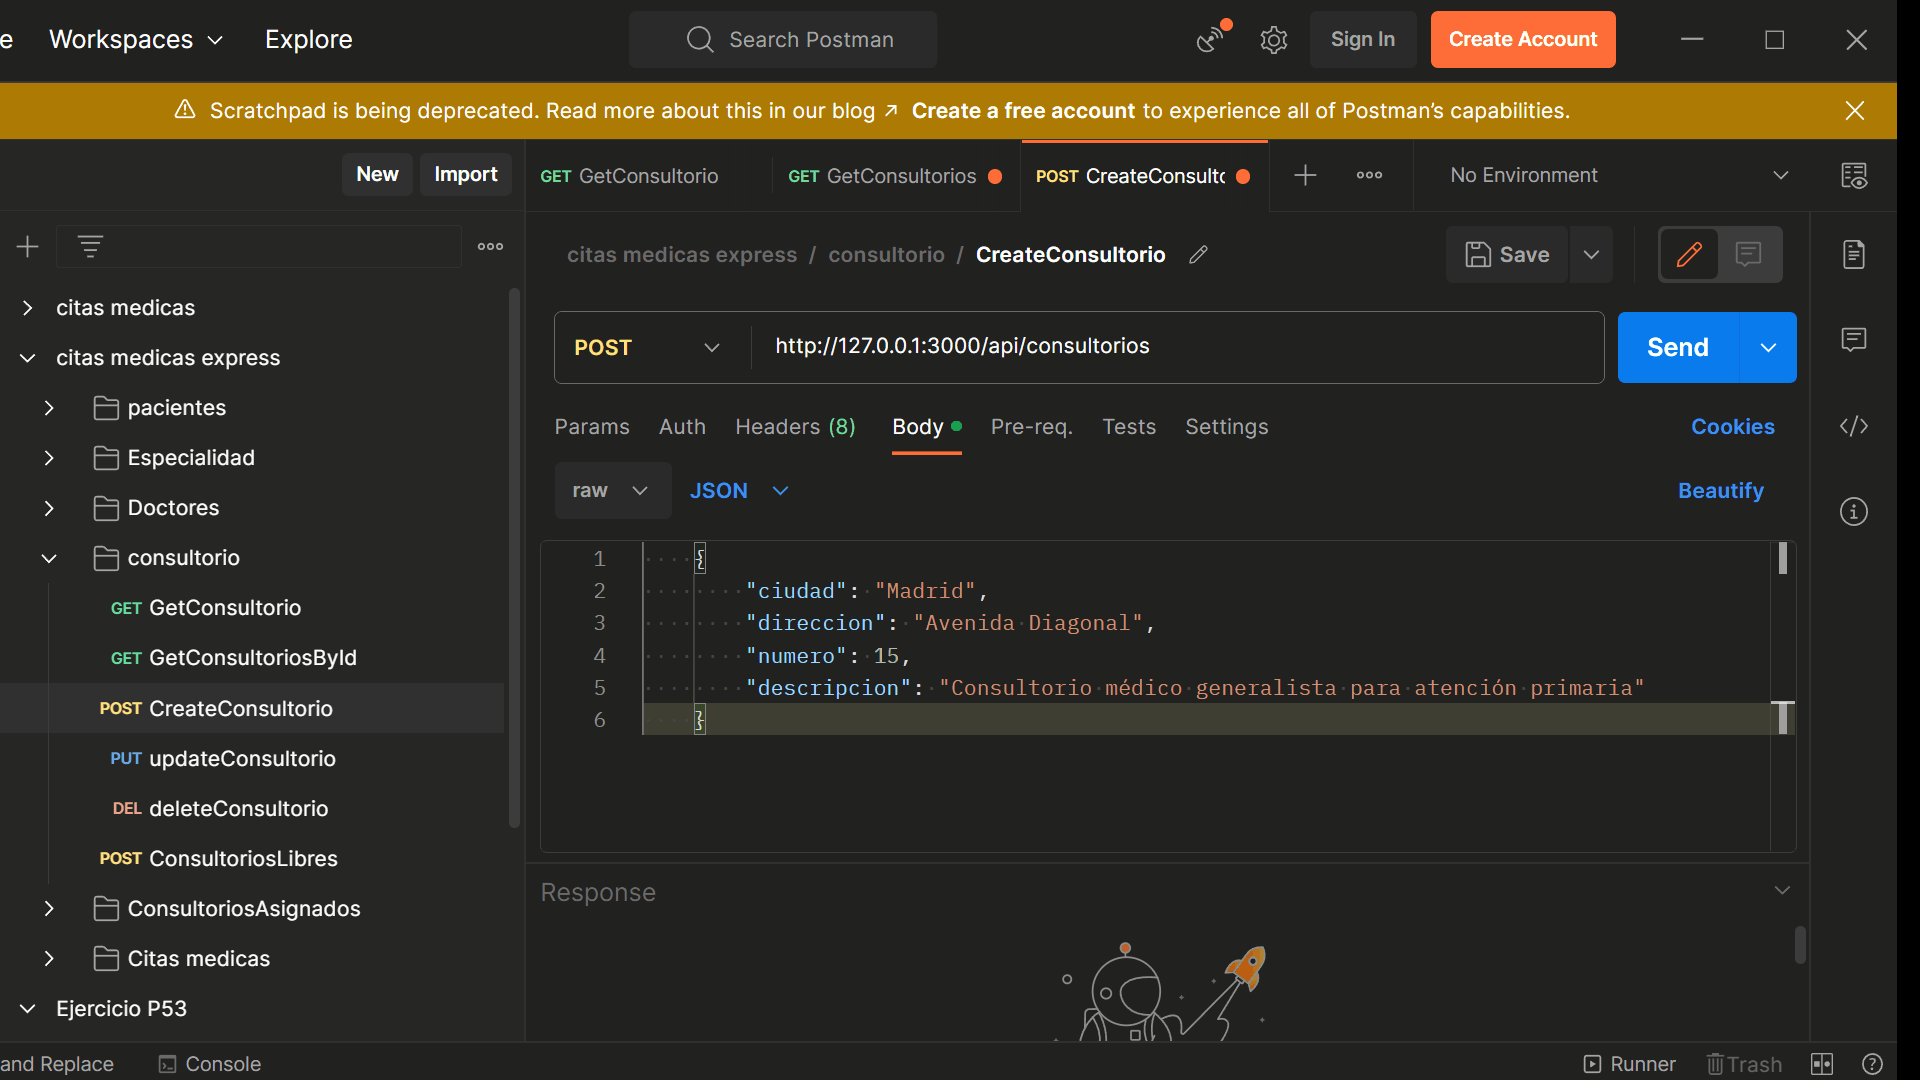 e Workspaces Explore Search Postman Sign In Create Account
Scratchpad is being deprecated. Read more about this in our blog ↗ Create a free account to experience all of Postman's capabilities.
New Import
GET GetConsultorio GET GetConsultorios POST CreateConsultc No Environment
citas medicas express / consultorio / CreateConsultorio Save
citas medicas
citas medicas express
pacientes
Especialidad
Doctores
consultorio
GET GetConsultorio
GET GetConsultoriosById
POST CreateConsultorio
PUT updateConsultorio
DEL deleteConsultorio
POST ConsultoriosLibres
ConsultoriosAsignados
Citas medicas
Ejercicio P53
POST http://127.0.0.1:3000/api/consultorios Send
Params Auth Headers (8) Body Pre-req. Tests Settings Cookies
raw JSON Beautify
1 {
2 "ciudad": "Madrid",
3 "direccion": "Avenida Diagonal",
4 "numero": 15,
5 "descripcion": "Consultorio médico generalista para atención primaria"
6 }
Response
and Replace Console Runner Trash